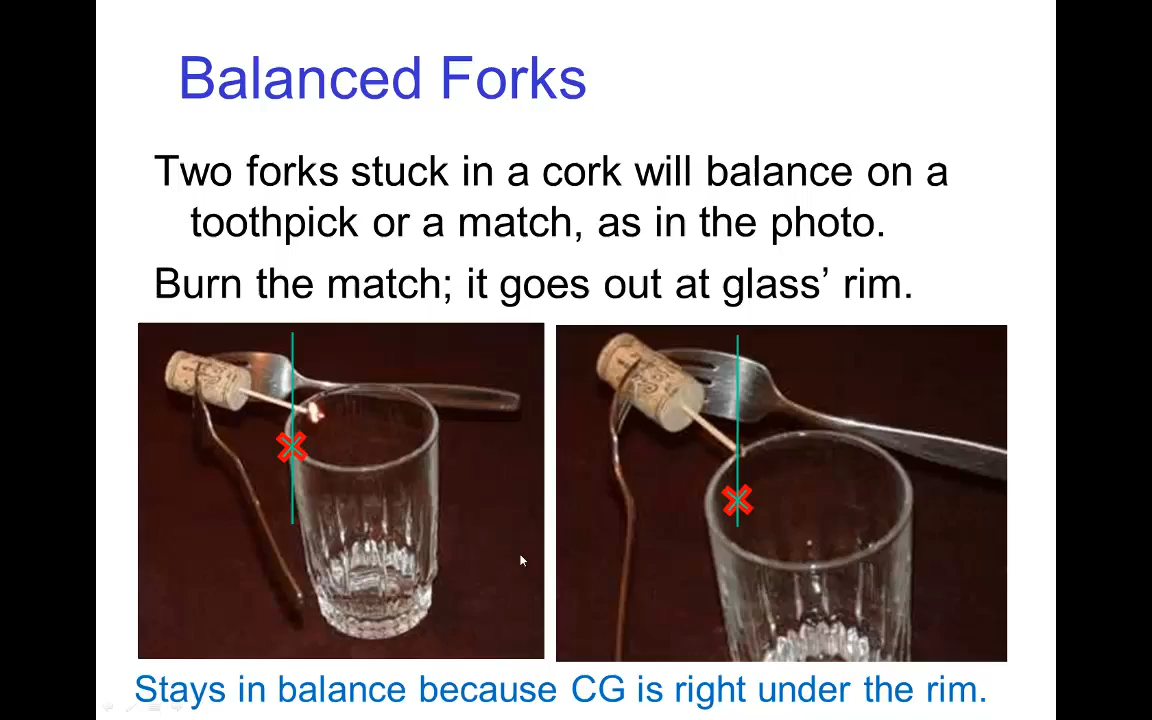 Balanced Forks
Two forks stuck in a cork will balance on a
toothpick or a match, as in the photo.
Burn the match; it goes out at glass’ rim.
Stays in balance because CG is right under the rim.